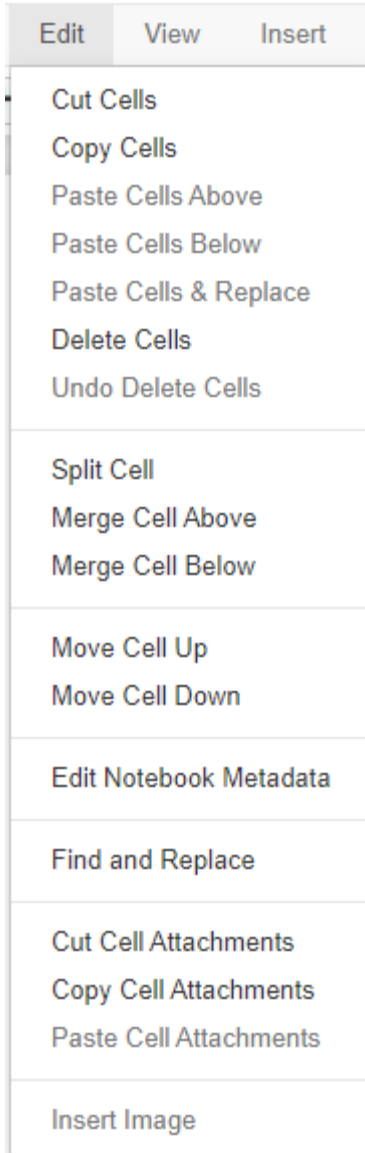 Edit View Insert
Cut Cells
Copy Cells
Paste Cells Above
Paste Cells Below
Paste Cells & Replace
Delete Cells
Undo Delete Cells
Split Cell
Merge Cell Above
Merge Cell Below
Move Cell Up
Move Cell Down
Edit Notebook Metadata
Find and Replace
Cut Cell Attachments
Copy Cell Attachments
Paste Cell Attachments
Insert Image